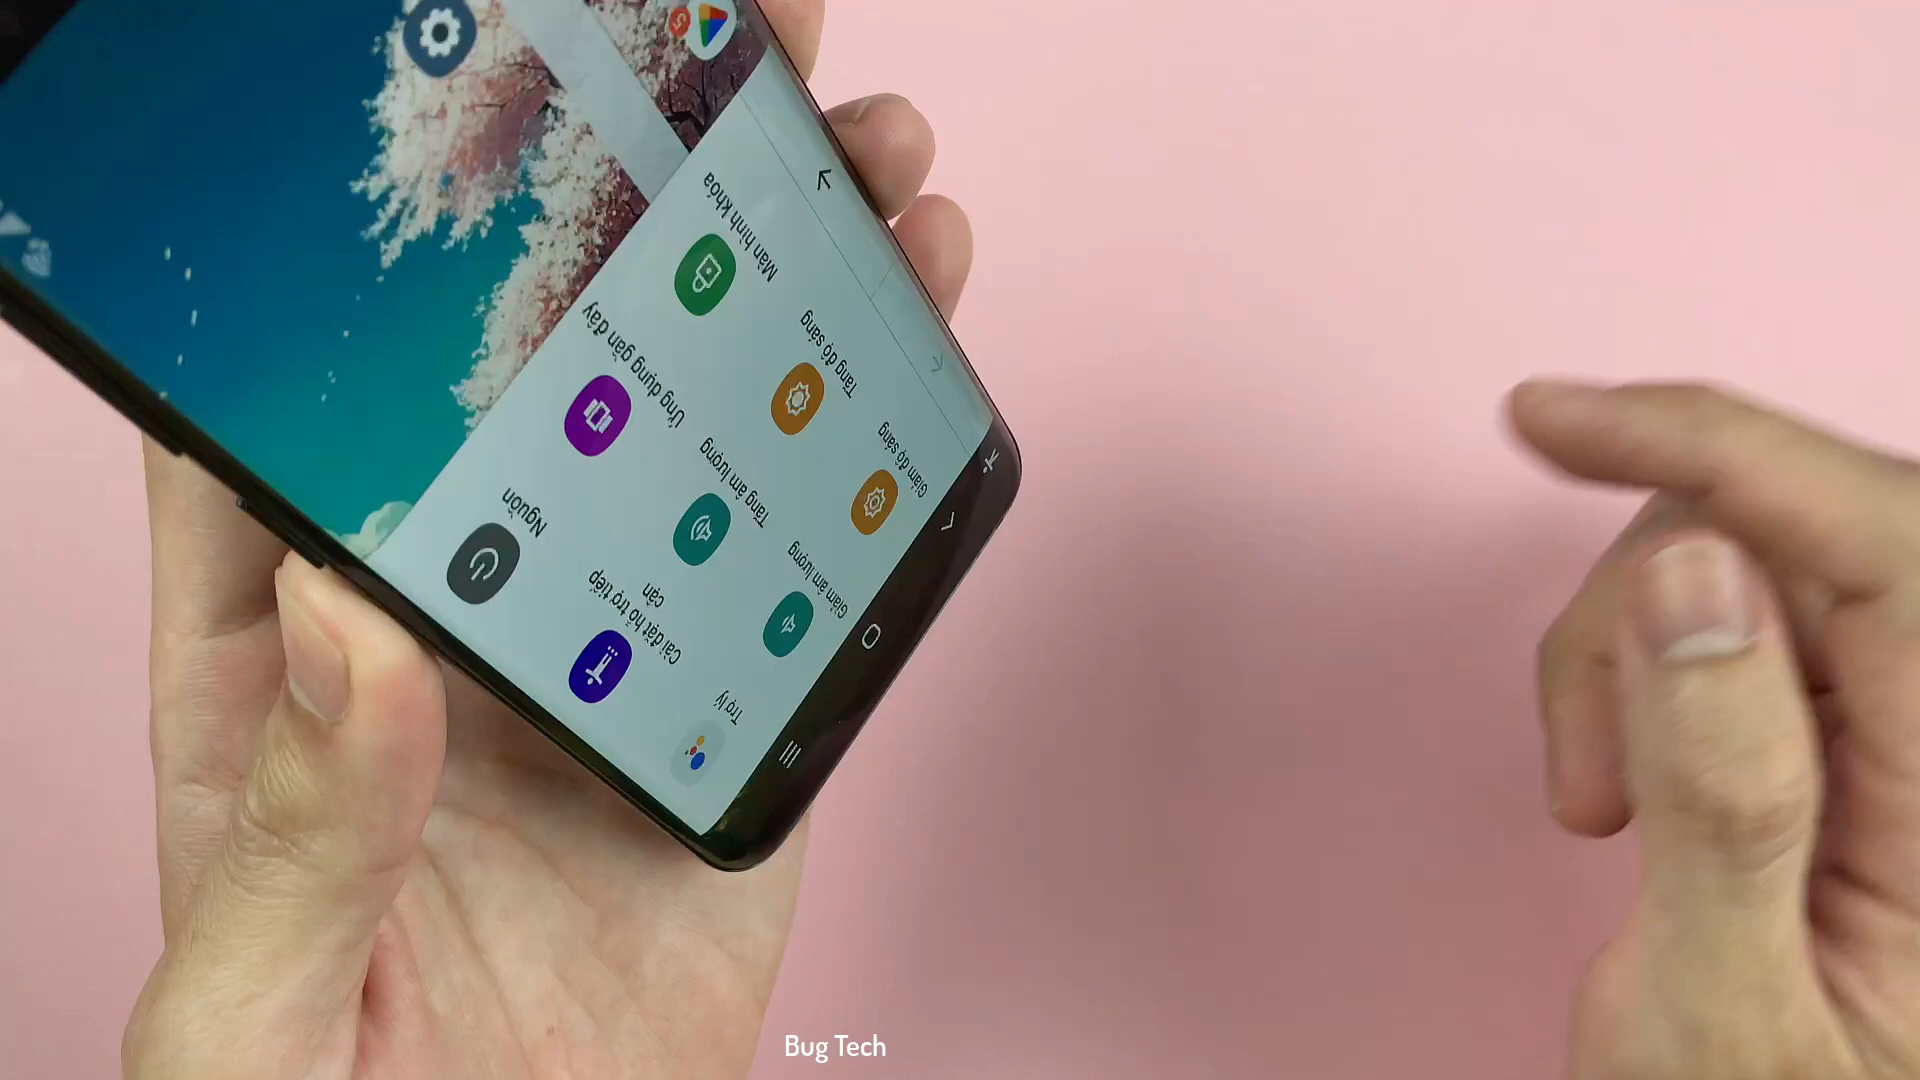 5
Trợ lý
Cài đặt hỗ trợ tiếp
cận
Nguồn
Giảm âm lượng
Tăng âm lượng
Ứng dụng gần đây
Giảm độ sáng
Tăng độ sáng
Màn hình khóa
Bug Tech